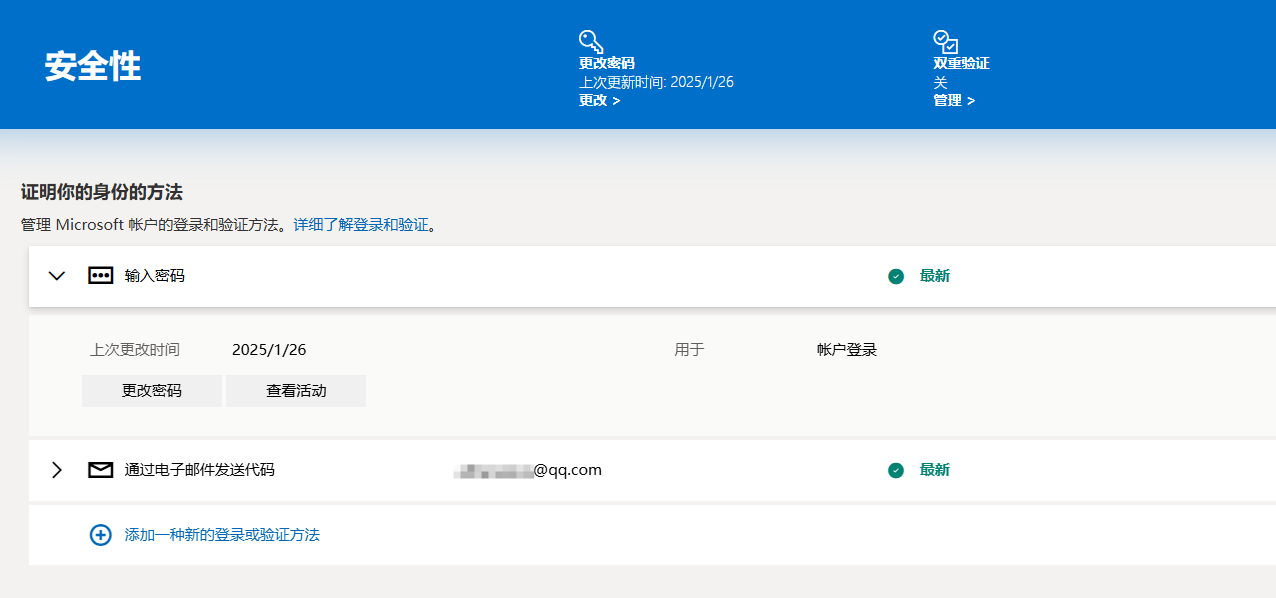 安全性
更改密码
上次更新时间: 2025/1/26
更改 >
双重验证
关
管理 >
证明你的身份的方法
管理 Microsoft 帐户的登录和验证方法。详细了解登录和验证。
输入密码
最新
上次更改时间 2025/1/26 用于 帐户登录
更改密码 查看活动
通过电子邮件发送代码 @qq.com 最新
添加一种新的登录或验证方法